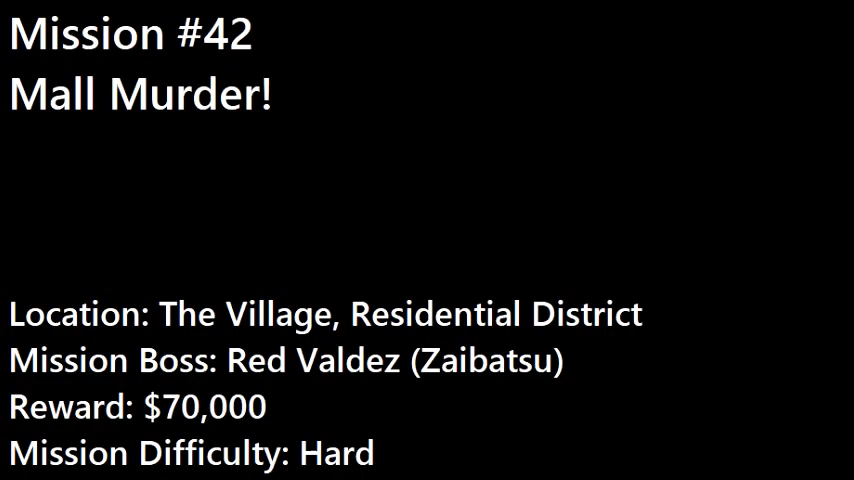 Mission #42
Mall Murder!
Location: The Village, Residential District
Mission Boss: Red Valdez (Zaibatsu)
Reward: $70,000
Mission Difficulty: Hard